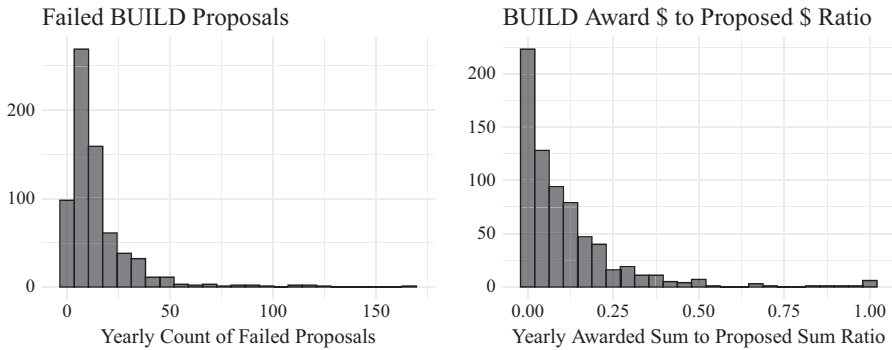 Failed BUILD Proposals
200
100
0
0 50 100 150
Yearly Count of Failed Proposals
BUILD Award $ to Proposed $ Ratio
200
150
100
50
0
0.00 0.25 0.50 0.75 1.00
Yearly Awarded Sum to Proposed Sum Ratio